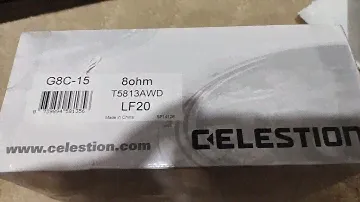 G8C-15
8ohm
T5813AWD
LF20
Made in China
www.celestion.com
CELESTION